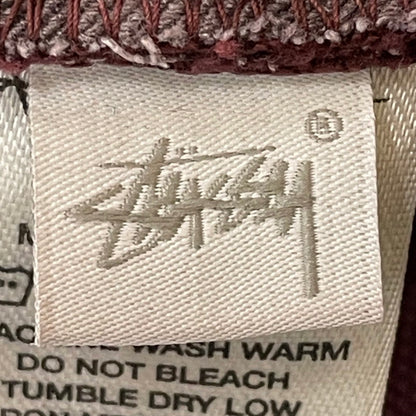 ®
Stüssy
WASH WARM
DO NOT BLEACH
TUMBLE DRY LOW